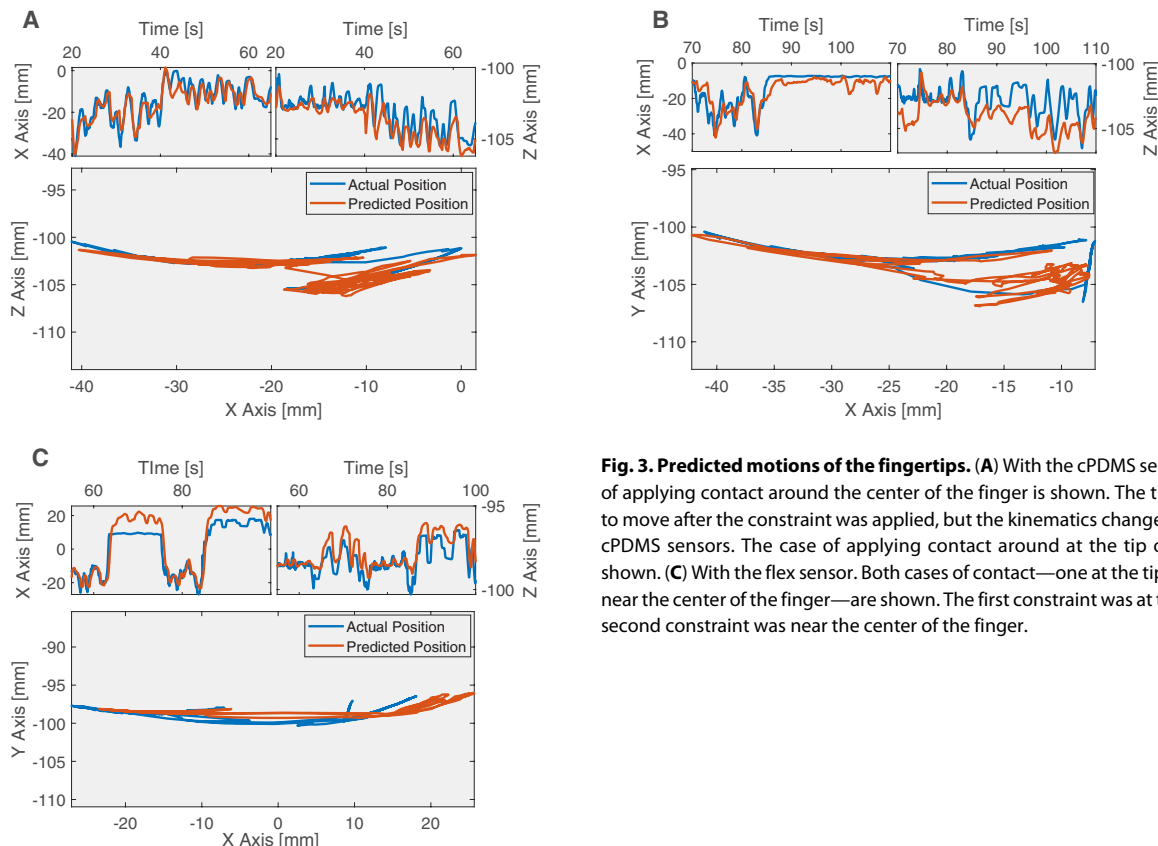 A
Time [s]
20 40 60
20 40 60
X Axis [mm]
0
-20
-40
-100
-105
Z Axis [mm]
Actual Position
Predicted Position
Z Axis [mm]
-95
-100
-105
-110
-40 -30 -20 -10 0
X Axis [mm]
B
Time [s]
Time [s]
70 80 90 100
70 80 90 100 110
X Axis [mm]
0
-20
-40
-100
-105
Z Axis [mm]
Actual Position
Predicted Position
Y Axis [mm]
-95
-100
-105
-110
-40 -35 -30 -25 -20 -15 -10
X Axis [mm]
C
TIme [s]
Time [s]
60 80
60 80 100
X Axis [mm]
20
0
-20
-95
-100
Z Axis [mm]
Actual Position
Predicted Position
Y Axis [mm]
-90
-95
-100
-105
-110
-20 -10 0 10 20
X Axis [mm]
Fig. 3. Predicted motions of the fingertips. (A) With the cPDMS se
of applying contact around the center of the finger is shown. The t
to move after the constraint was applied, but the kinematics change
cPDMS sensors. The case of applying contact around at the tip o
shown. (C) With the flex sensor. Both cases of contact—one at the tip
near the center of the finger—are shown. The first constraint was at t
second constraint was near the center of the finger.